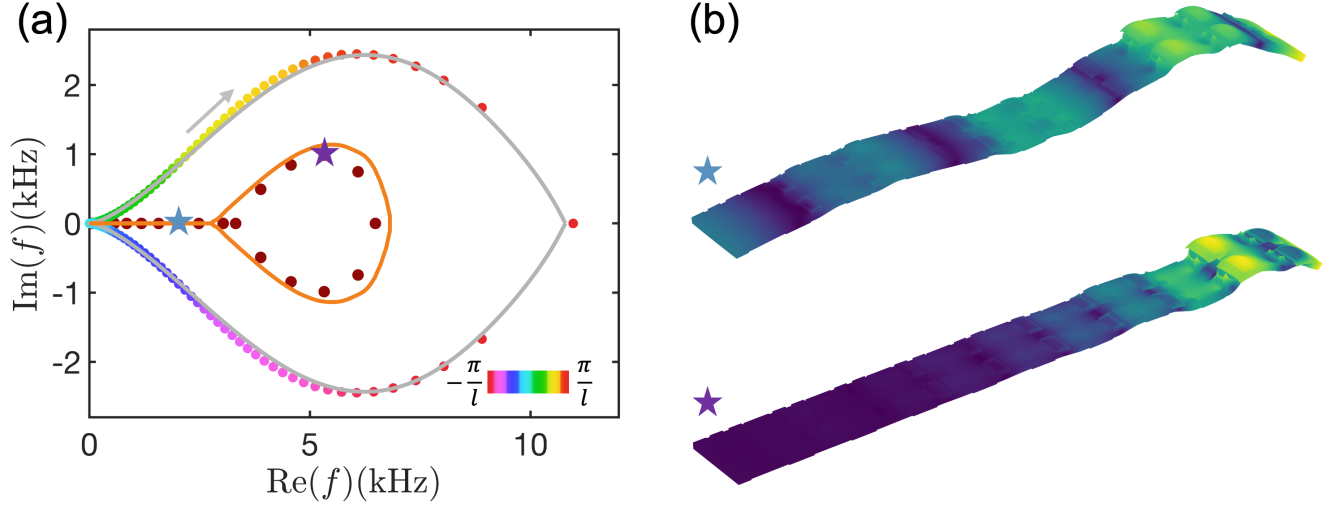 (a)
(b)
Im(f)(kHz)
2
1
0
-1
-2
-π/l π/l
0 5 10
Re(f)(kHz)